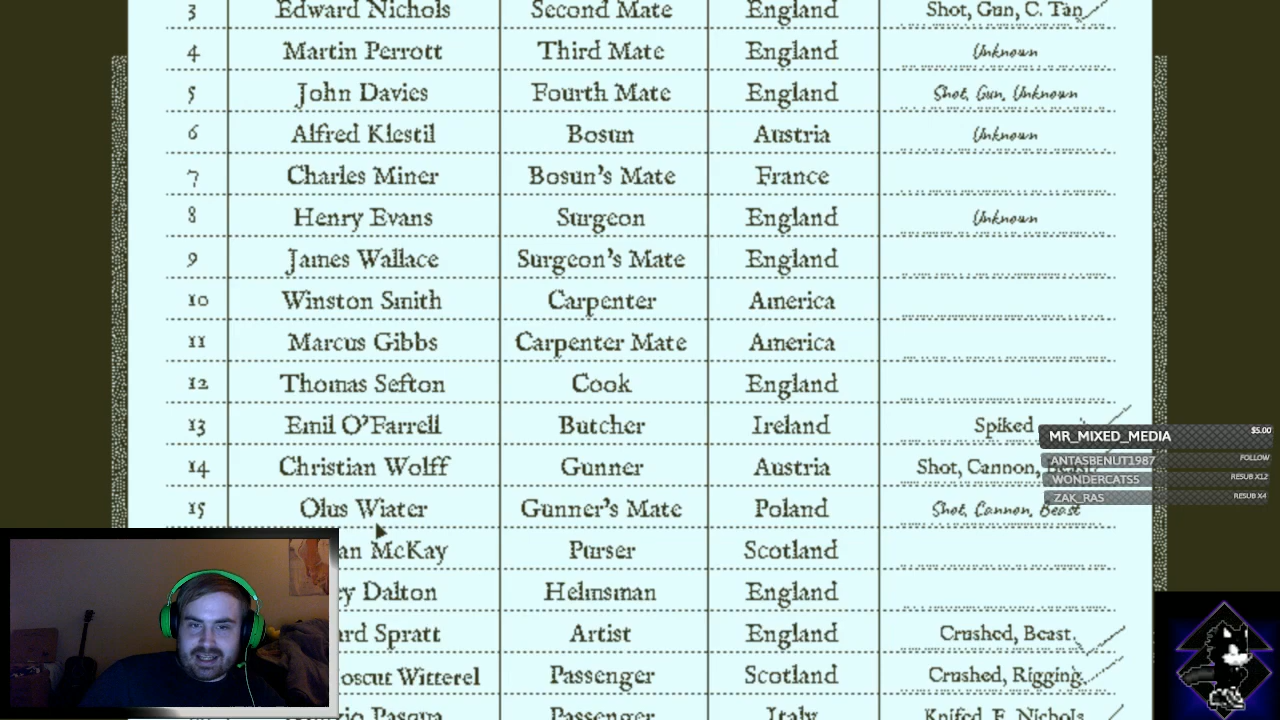 3 Edward Nichols Second Mate England Shot, Gun, C. Tan
4 Martin Perrott Third Mate England Unknown
5 John Davies Fourth Mate England Shot, Gun, Unknown
6 Alfred Klestil Bosun Austria Unknown
7 Charles Miner Bosun's Mate France
8 Henry Evans Surgeon England Unknown
9 James Wallace Surgeon's Mate England
10 Winston Smith Carpenter America
11 Marcus Gibbs Carpenter Mate America
12 Thomas Sefton Cook England
13 Emil O'Farrell Butcher Ireland Spiked
MR_MIXED_MEDIA $5.00
ANTASBENUT1987 FOLLOW
14 Christian Wolff Gunner Austria Shot, Cannon,
WONDERCATS5 RESUB X12
ZAK_RAS RESUB X4
15 Olus Wiater Gunner's Mate Poland Shot, Cannon, Beast
an McKay Purser Scotland
ey Dalton Helmsman England
ard Spratt Artist England Crushed, Beast.
oscut Witterel Passenger Scotland Crushed, Rigging.
zio Pasqua Passenger Italy Knifed, E. Nichols